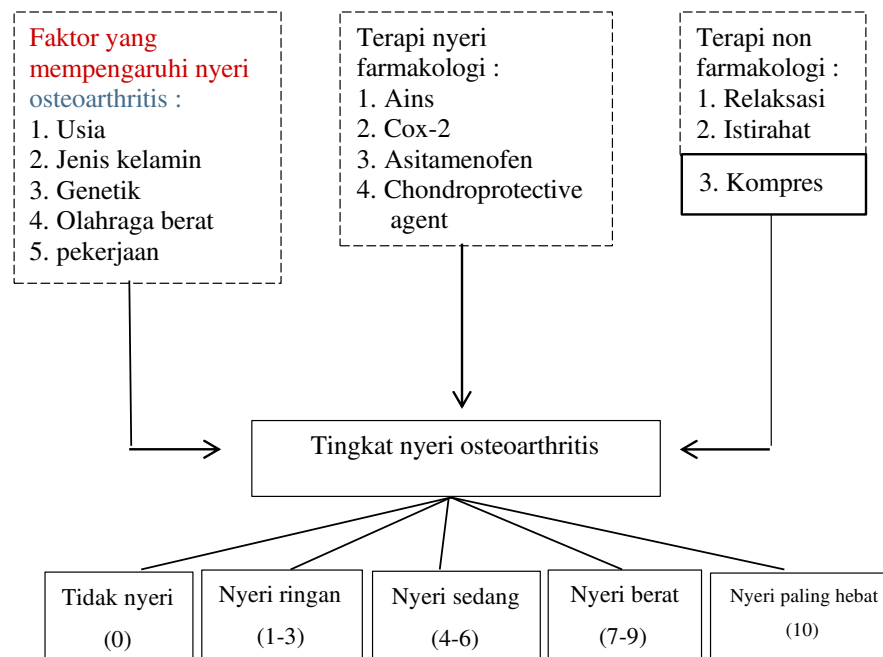 Faktor yang
mempengaruhi nyeri
osteoarthritis :
1. Usia
2. Jenis kelamin
3. Genetik
4. Olahraga berat
5. pekerjaan
Terapi nyeri
farmakologi :
1. Ains
2. Cox-2
3. Asitamenofen
4. Chondroprotective
agent
Terapi non
farmakologi :
1. Relaksasi
2. Istirahat
3. Kompres
Tingkat nyeri osteoarthritis
Tidak nyeri
(0)
Nyeri ringan
(1-3)
Nyeri sedang
(4-6)
Nyeri berat
(7-9)
Nyeri paling hebat
(10)